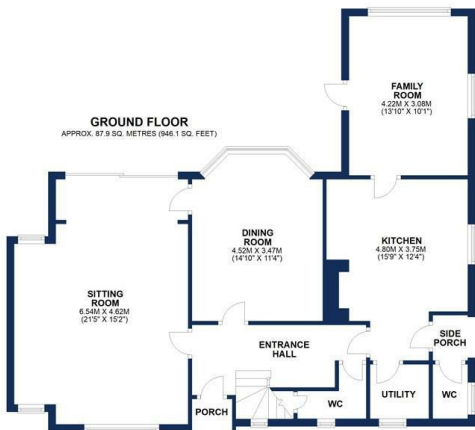 GROUND FLOOR
APPROX. 87.9 SQ. METRES (946.1 SQ. FEET)
FAMILY
ROOM
4.22M X 3.08M
(13'10" X 10'1")
DINING
ROOM
4.52M X 3.47M
(14'10" X 11'4")
KITCHEN
4.80M X 3.75M
(15'9" X 12'4")
SITTING
ROOM
6.54M X 4.62M
(21'5" X 15'2")
ENTRANCE
HALL
SIDE
PORCH
PORCH
WC
UTILITY
WC